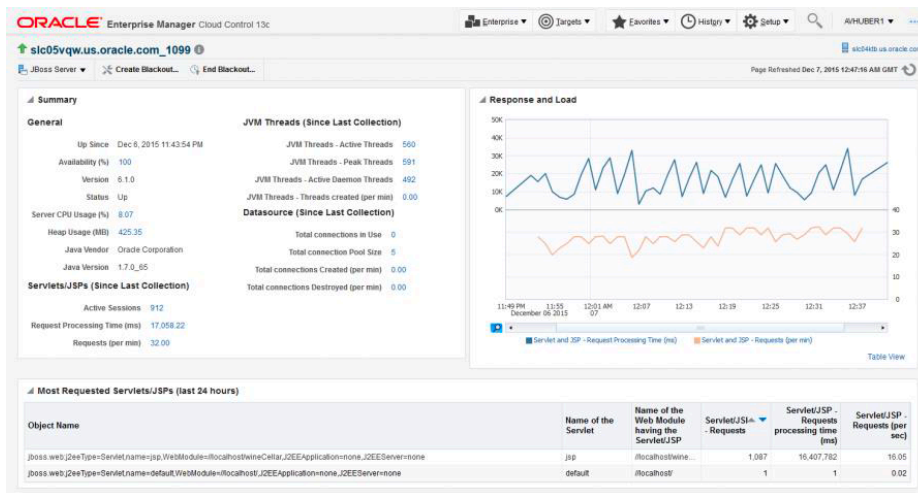 ORACLE Enterprise Manager Cloud Control 13c
Enterprise Targets Favorites History Setup AVHUBER1
slc05vqw.us.oracle.com_1099
slc04ktb.us.oracle.co
JBoss Server Create Blackout... End Blackout...
Page Refreshed Dec 7, 2015 12:47:16 AM GMT
Summary
General
Up Since Dec 6, 2015 11:43:54 PM
Availability (%) 100
Version 6.1.0
Status Up
Server CPU Usage (%) 8.07
Heap Usage (MB) 425.35
Java Vendor Oracle Corporation
Java Version 1.7.0_65
Servlets/JSPs (Since Last Collection)
Active Sessions 912
Request Processing Time (ms) 17,058.22
Requests (per min) 32.00
JVM Threads (Since Last Collection)
JVM Threads - Active Threads 560
JVM Threads - Peak Threads 591
JVM Threads - Active Daemon Threads 492
JVM Threads - Threads created (per min) 0.00
Datasource (Since Last Collection)
Total connections in Use 0
Total connection Pool Size 5
Total connections Created (per min) 0.00
Total connections Destroyed (per min) 0.00
Response and Load
50K
40K
30K
20K
10K
0K
40
30
20
10
0
11:49 PM 11:55 12:01 AM 12:07 12:13 12:19 12:25 12:31 12:37
December 06 2015 07
Servlet and JSP - Request Processing Time (ms) Servlet and JSP - Requests (per min)
Table View
Most Requested Servlets/JSPs (last 24 hours)
Object Name
Name of the
Servlet
Name of the
Web Module
having the
Servlet/JSP
Servlet/JSI
- Requests
Servlet/JSP -
Requests
processing time
(ms)
Servlet/JSP -
Requests (per
sec)
jboss.web:j2eeType=Servlet,name=jsp,WebModule=//localhost/wineCellar,J2EEApplication=none,J2EEServer=none jsp //localhost/wine... 1,087 16,407,782 16.05
jboss.web:j2eeType=Servlet,name=default,WebModule=//localhost/,J2EEApplication=none,J2EEServer=none default //localhost/ 1 1 0.02